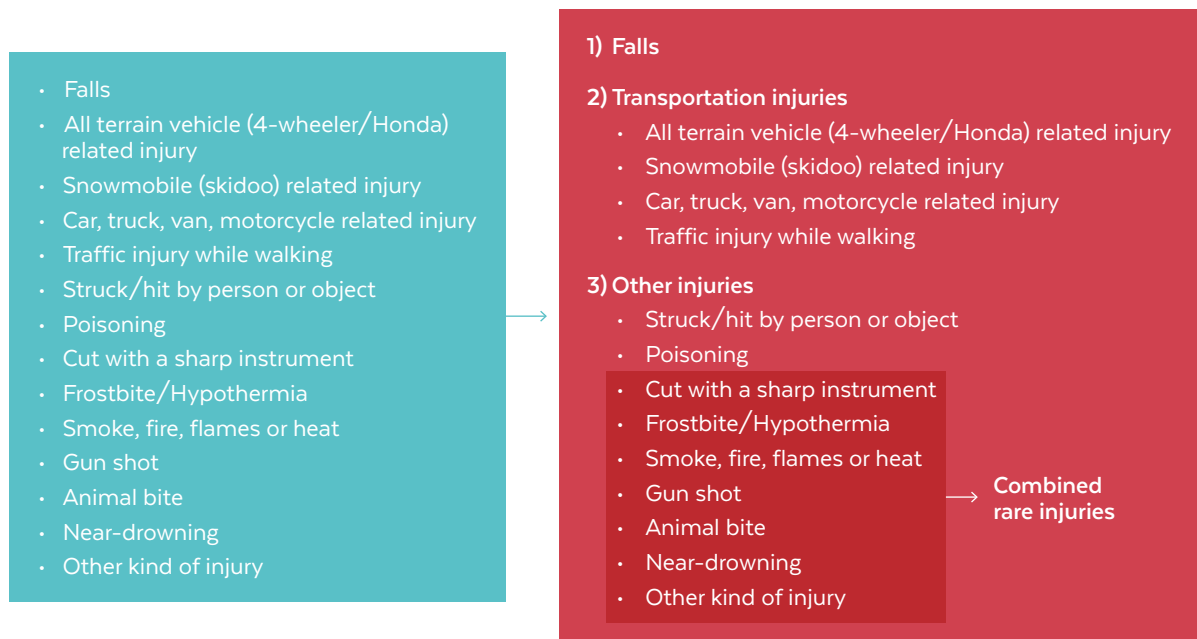 • Falls
• All terrain vehicle (4-wheeler/Honda)
related injury
• Snowmobile (skidoo) related injury
• Car, truck, van, motorcycle related injury
• Traffic injury while walking
• Struck/hit by person or object
• Poisoning
• Cut with a sharp instrument
• Frostbite/Hypothermia
• Smoke, fire, flames or heat
• Gun shot
• Animal bite
• Near-drowning
• Other kind of injury
1) Falls
2) Transportation injuries
• All terrain vehicle (4-wheeler/Honda) related injury
• Snowmobile (skidoo) related injury
• Car, truck, van, motorcycle related injury
• Traffic injury while walking
3) Other injuries
• Struck/hit by person or object
• Poisoning
• Cut with a sharp instrument
• Frostbite/Hypothermia
• Smoke, fire, flames or heat
• Gun shot
• Animal bite
• Near-drowning
• Other kind of injury
Combined
rare injuries